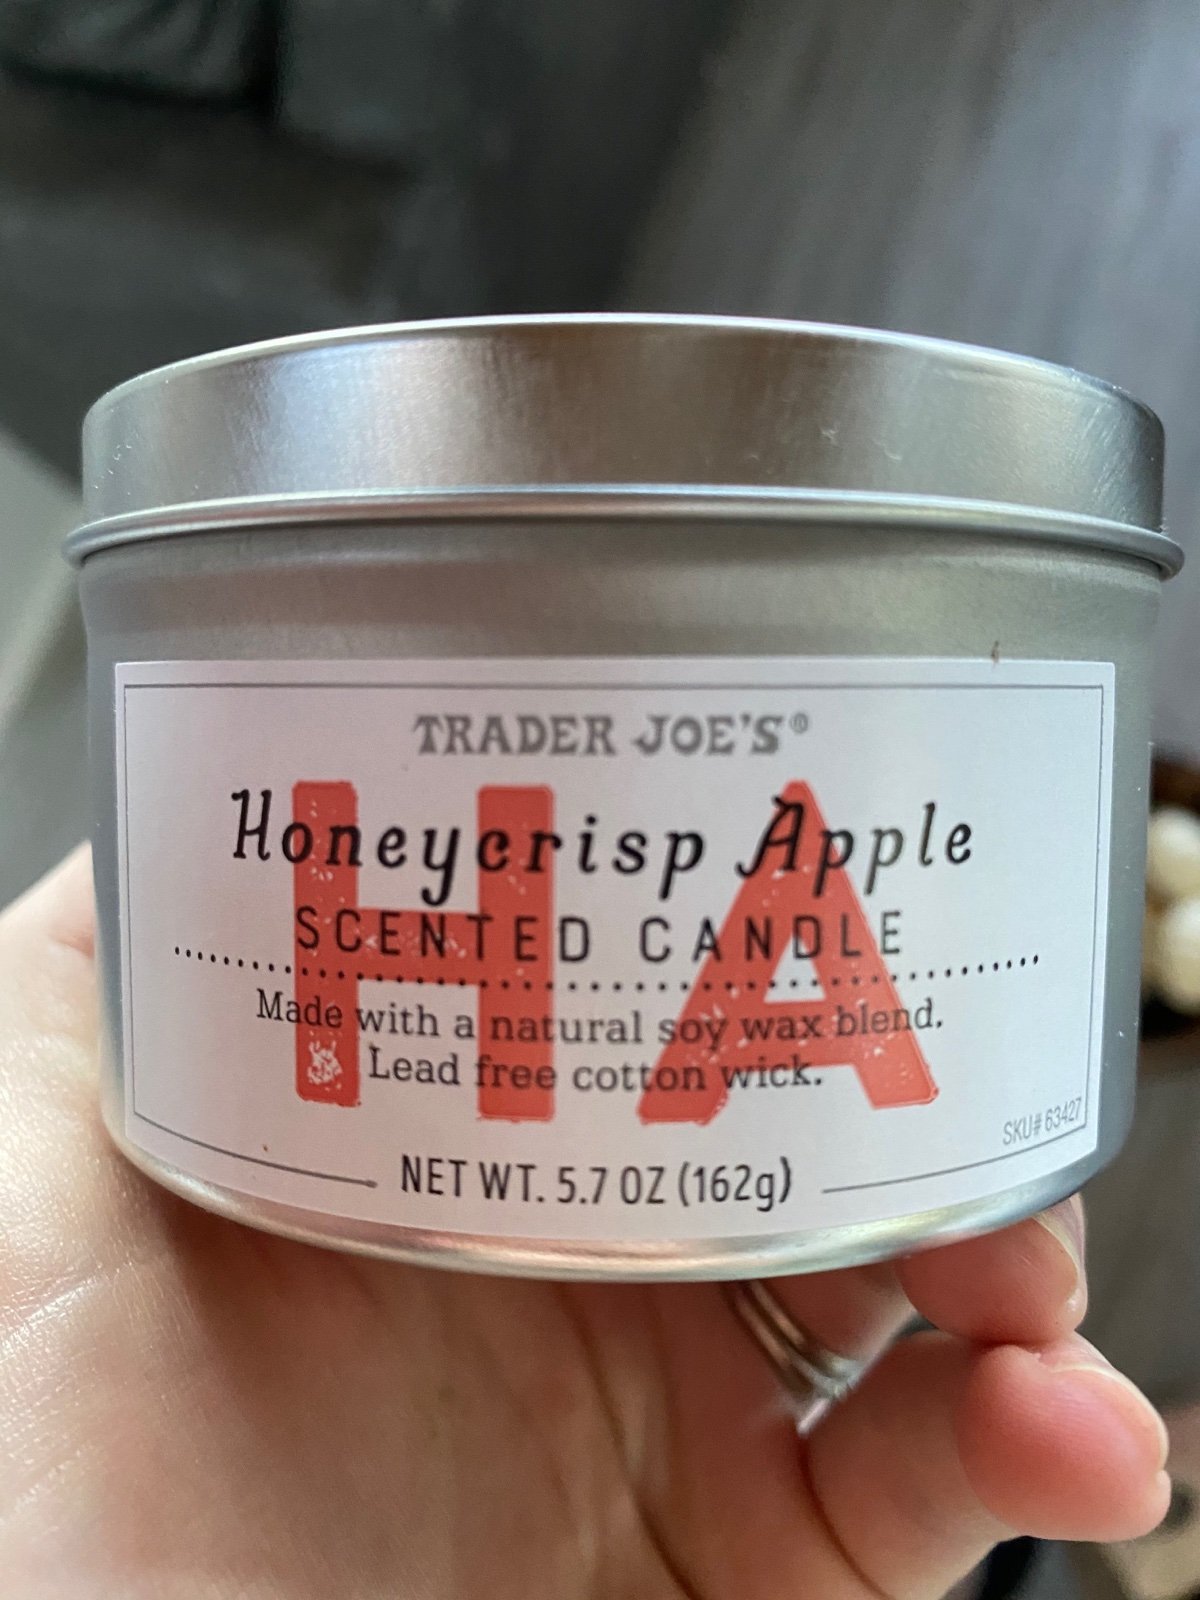 TRADER JOE'S®
HA
Honeycrisp Apple
SCENTED CANDLE
Made with a natural soy wax blend.
Lead free cotton wick.
SKU# 63427
NET WT. 5.7 OZ (162g)